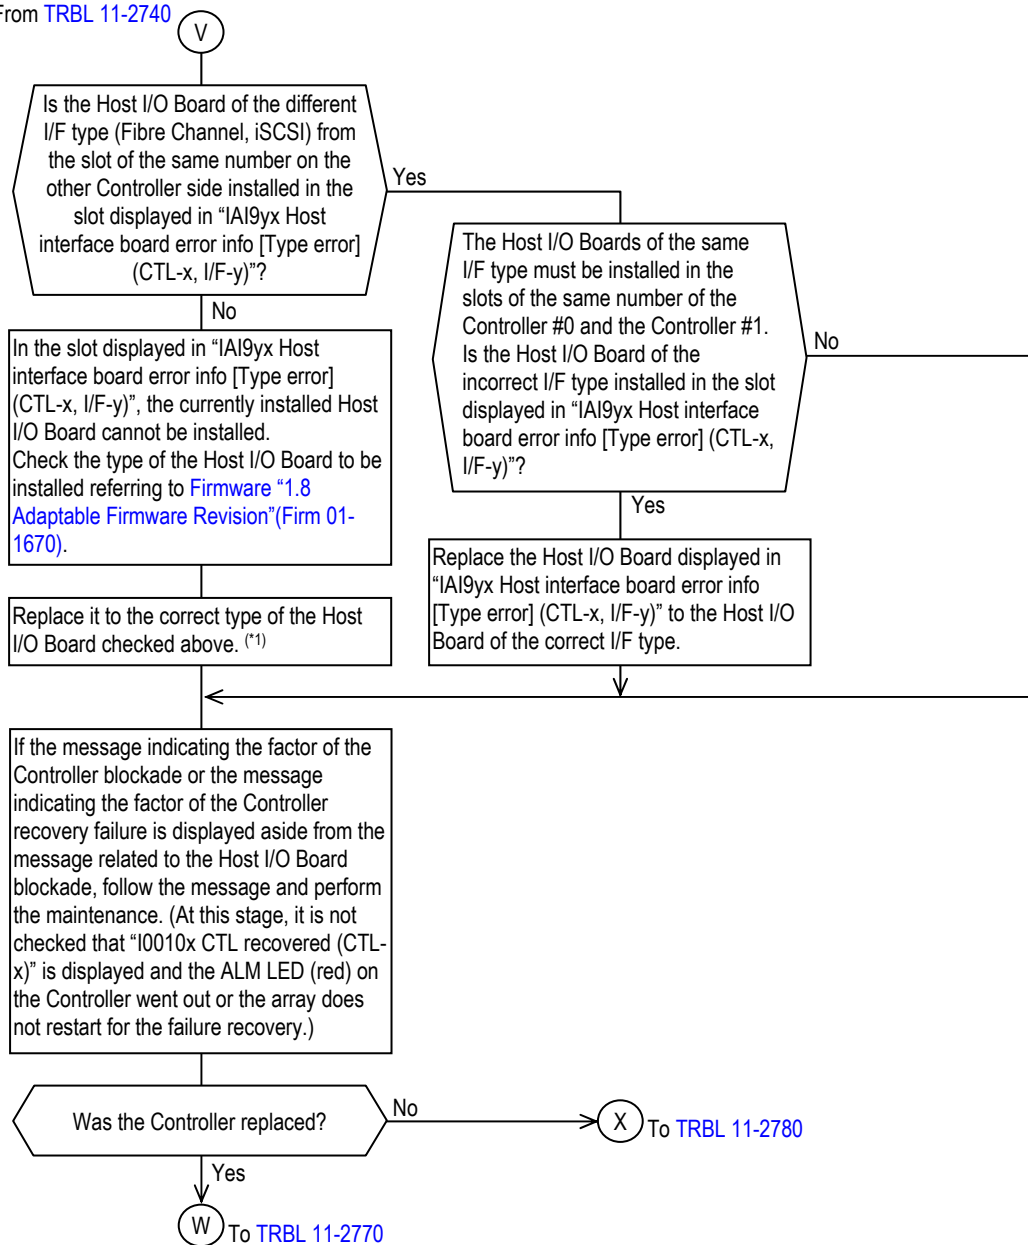 From TRBL 11-2740
V
Is the Host I/O Board of the different
I/F type (Fibre Channel, iSCSI) from
the slot of the same number on the
other Controller side installed in the
slot displayed in “IAI9yx Host
interface board error info [Type error]
(CTL-x, I/F-y)”?
Yes
No
The Host I/O Boards of the same
I/F type must be installed in the
slots of the same number of the
Controller #0 and the Controller #1.
Is the Host I/O Board of the
incorrect I/F type installed in the slot
displayed in “IAI9yx Host interface
board error info [Type error] (CTL-x,
I/F-y)”?
No
Yes
In the slot displayed in “IAI9yx Host
interface board error info [Type error]
(CTL-x, I/F-y)”, the currently installed Host
I/O Board cannot be installed.
Check the type of the Host I/O Board to be
installed referring to Firmware “1.8
Adaptable Firmware Revision”(Firm 01-
1670).
Replace the Host I/O Board displayed in
“IAI9yx Host interface board error info
[Type error] (CTL-x, I/F-y)” to the Host I/O
Board of the correct I/F type.
Replace it to the correct type of the Host
I/O Board checked above. (*1)
If the message indicating the factor of the
Controller blockade or the message
indicating the factor of the Controller
recovery failure is displayed aside from the
message related to the Host I/O Board
blockade, follow the message and perform
the maintenance. (At this stage, it is not
checked that “I0010x CTL recovered (CTL-
x)” is displayed and the ALM LED (red) on
the Controller went out or the array does
not restart for the failure recovery.)
Was the Controller replaced?
No
X
To TRBL 11-2780
Yes
W
To TRBL 11-2770